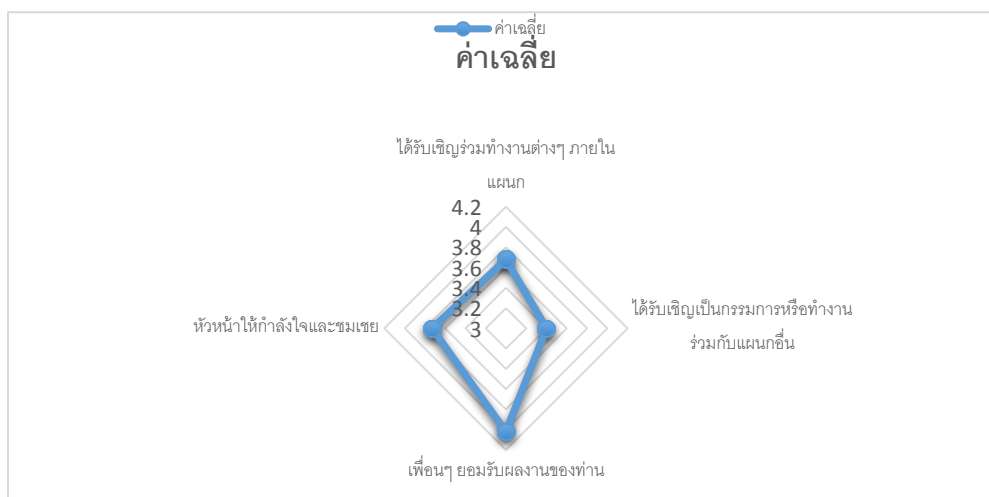 ค่าเฉลี่ย
ค่าเฉลี่ย
ได้รับเชิญร่วมทำงานต่างๆ ภายใน
แผนก
4.2
4
3.8
3.6
3.4
3.2
3
ได้รับเชิญเป็นกรรมการหรือทำงาน
ร่วมกับแผนกอื่น
หัวหน้าให้กำลังใจและชมเชย
เพื่อนๆ ยอมรับผลงานของท่าน